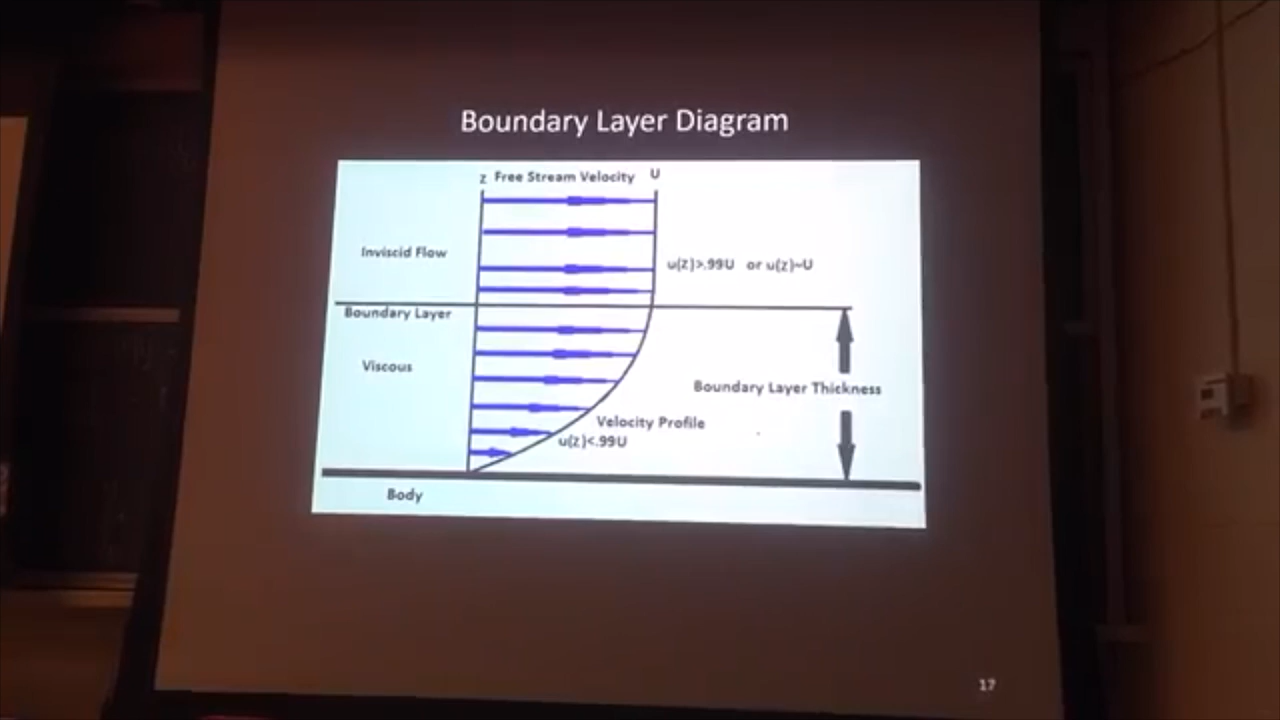 Boundary Layer Diagram
z Free Stream Velocity U
Inviscid Flow
u(z)>.99U or u(z)~U
Boundary Layer
Viscous
Boundary Layer Thickness
Velocity Profile
u(z)<.99U
Body
17